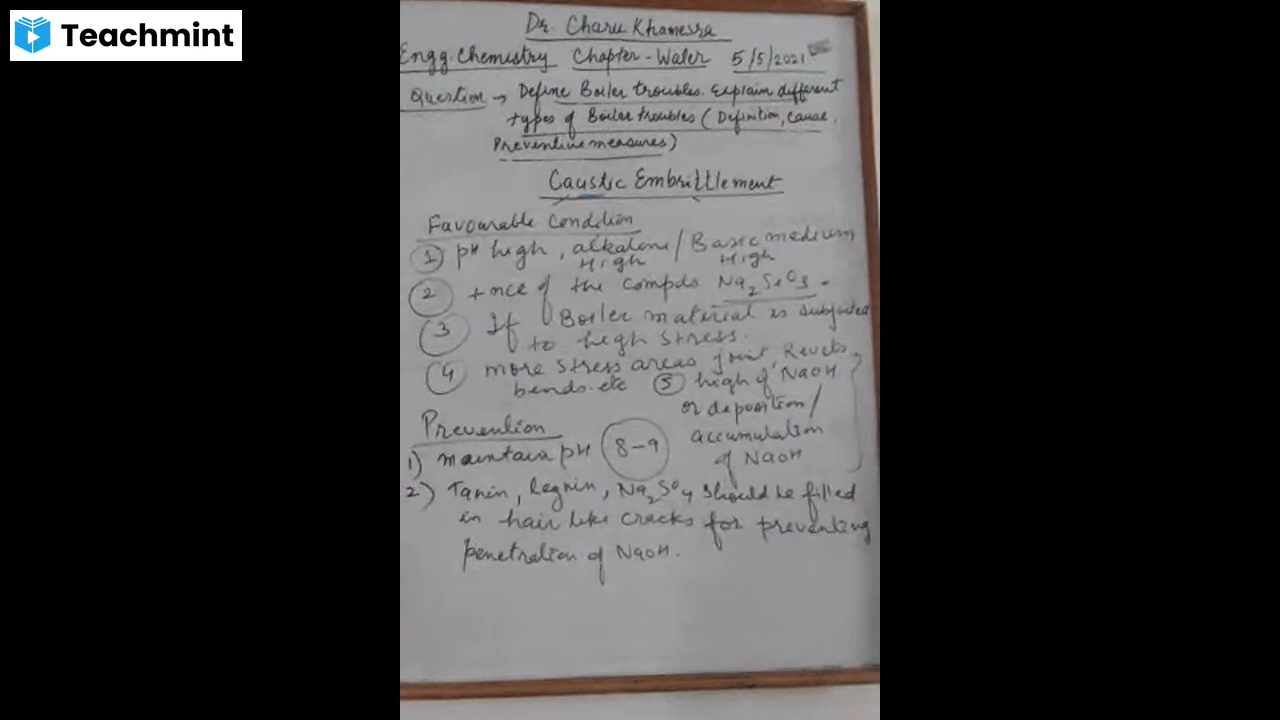 Teachmint
Dr. Charu Khamesra
Engg. Chemistry Chapter - Water 5/5/2021
Question → Define Boiler troubles. Explain different
types of Boiler troubles ( Definition, cause,
Preventive measures)
Caustic Embrittlement
Favourable Condition
① pH high, alkaline / Basic medium
High High
② +nce of the compds Na2SiO3 -
③ If Boiler material is subjected
to high stress.
④ more stress areas joint, Revets,
bends. etc ⑤ high of NaOH
or deposition /
accumulation
of NaOH
Prevention
1) maintain pH 8-9
2) Tanin, Legnin, Na2SO4 should be filled
in hair like cracks for preventing
penetration of NaOH.